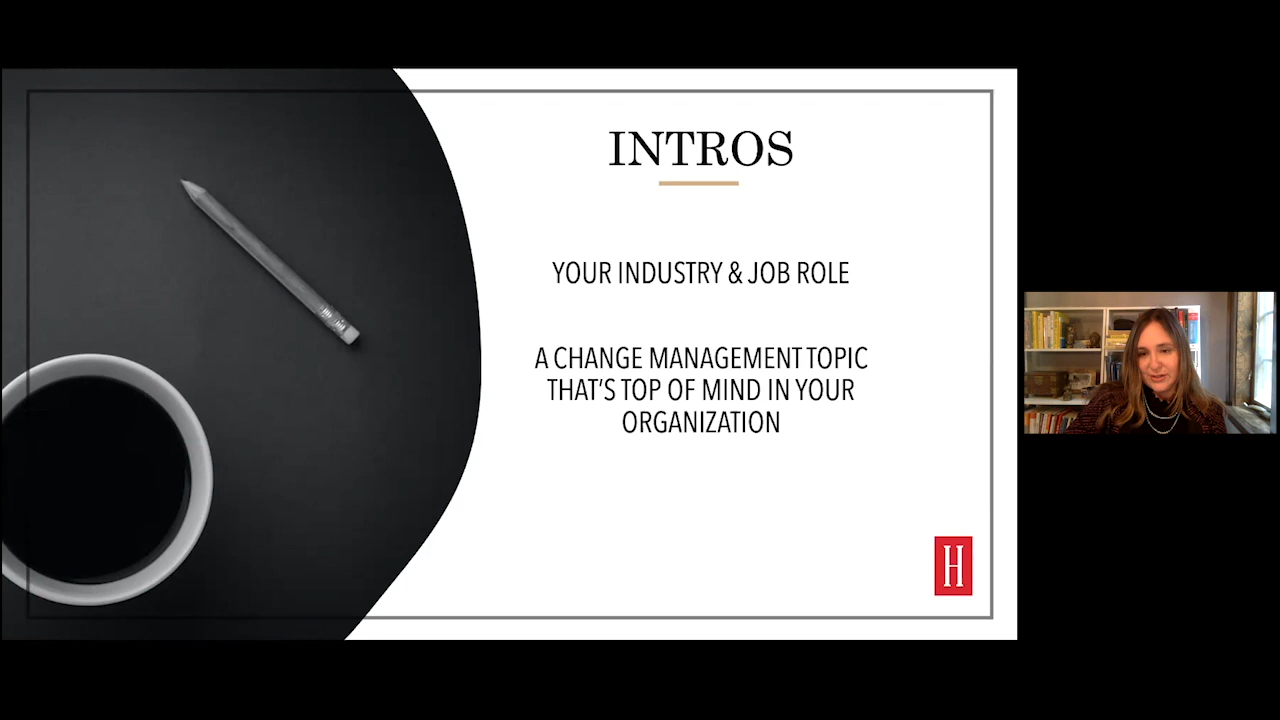 INTROS
YOUR INDUSTRY & JOB ROLE
A CHANGE MANAGEMENT TOPIC
THAT'S TOP OF MIND IN YOUR
ORGANIZATION
H